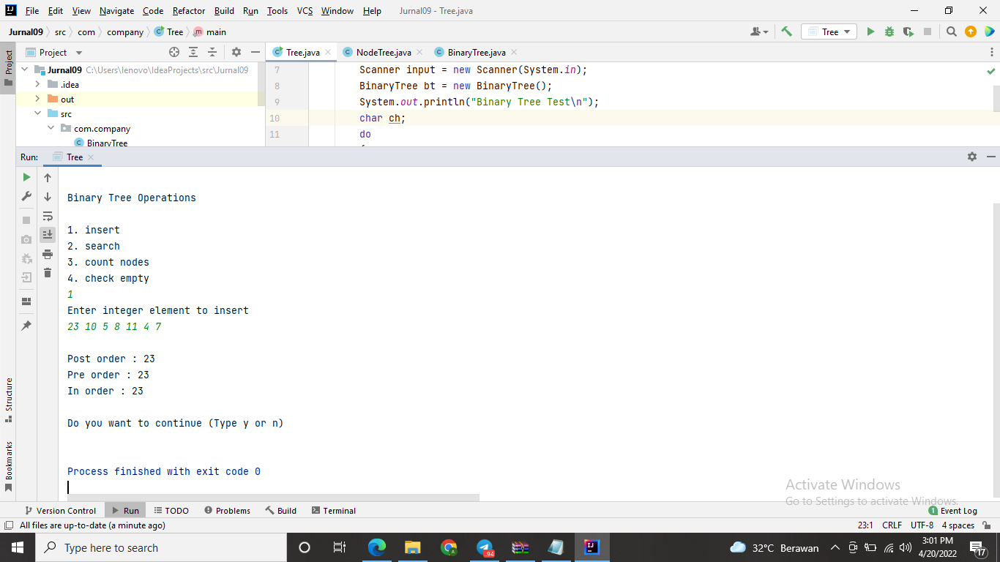 File Edit View Navigate Code Refactor Build Run Tools VCS Window Help Jurnal09 - Tree.java
Jurnal09 src com company Tree main
Tree
Project
Project
Tree.java NodeTree.java BinaryTree.java
Jurnal09 C:\Users\lenovo\IdeaProjects\src\Jurnal09
.idea
out
src
com.company
BinaryTree
7 Scanner input = new Scanner(System.in);
8 BinaryTree bt = new BinaryTree();
9 System.out.println("Binary Tree Test\n");
10 char ch;
11 do
Run: Tree
Binary Tree Operations
1. insert
2. search
3. count nodes
4. check empty
1
Enter integer element to insert
23 10 5 8 11 4 7
Post order : 23
Pre order : 23
In order : 23
Do you want to continue (Type y or n)
Process finished with exit code 0
Structure
Bookmarks
Activate Windows
Go to Settings to activate Windows.
Version Control Run TODO Problems Build Terminal 1 Event Log
All files are up-to-date (a minute ago) 23:1 CRLF UTF-8 4 spaces
Type here to search
.94
32°C Berawan
3:01 PM
4/20/2022
17